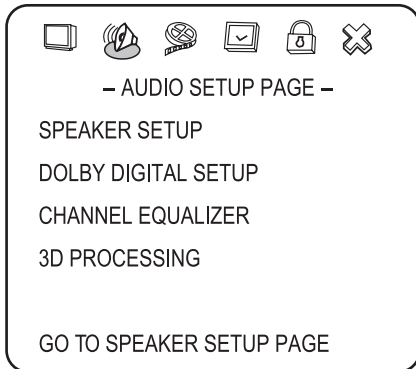 – AUDIO SETUP PAGE –
SPEAKER SETUP
DOLBY DIGITAL SETUP
CHANNEL EQUALIZER
3D PROCESSING
GO TO SPEAKER SETUP PAGE